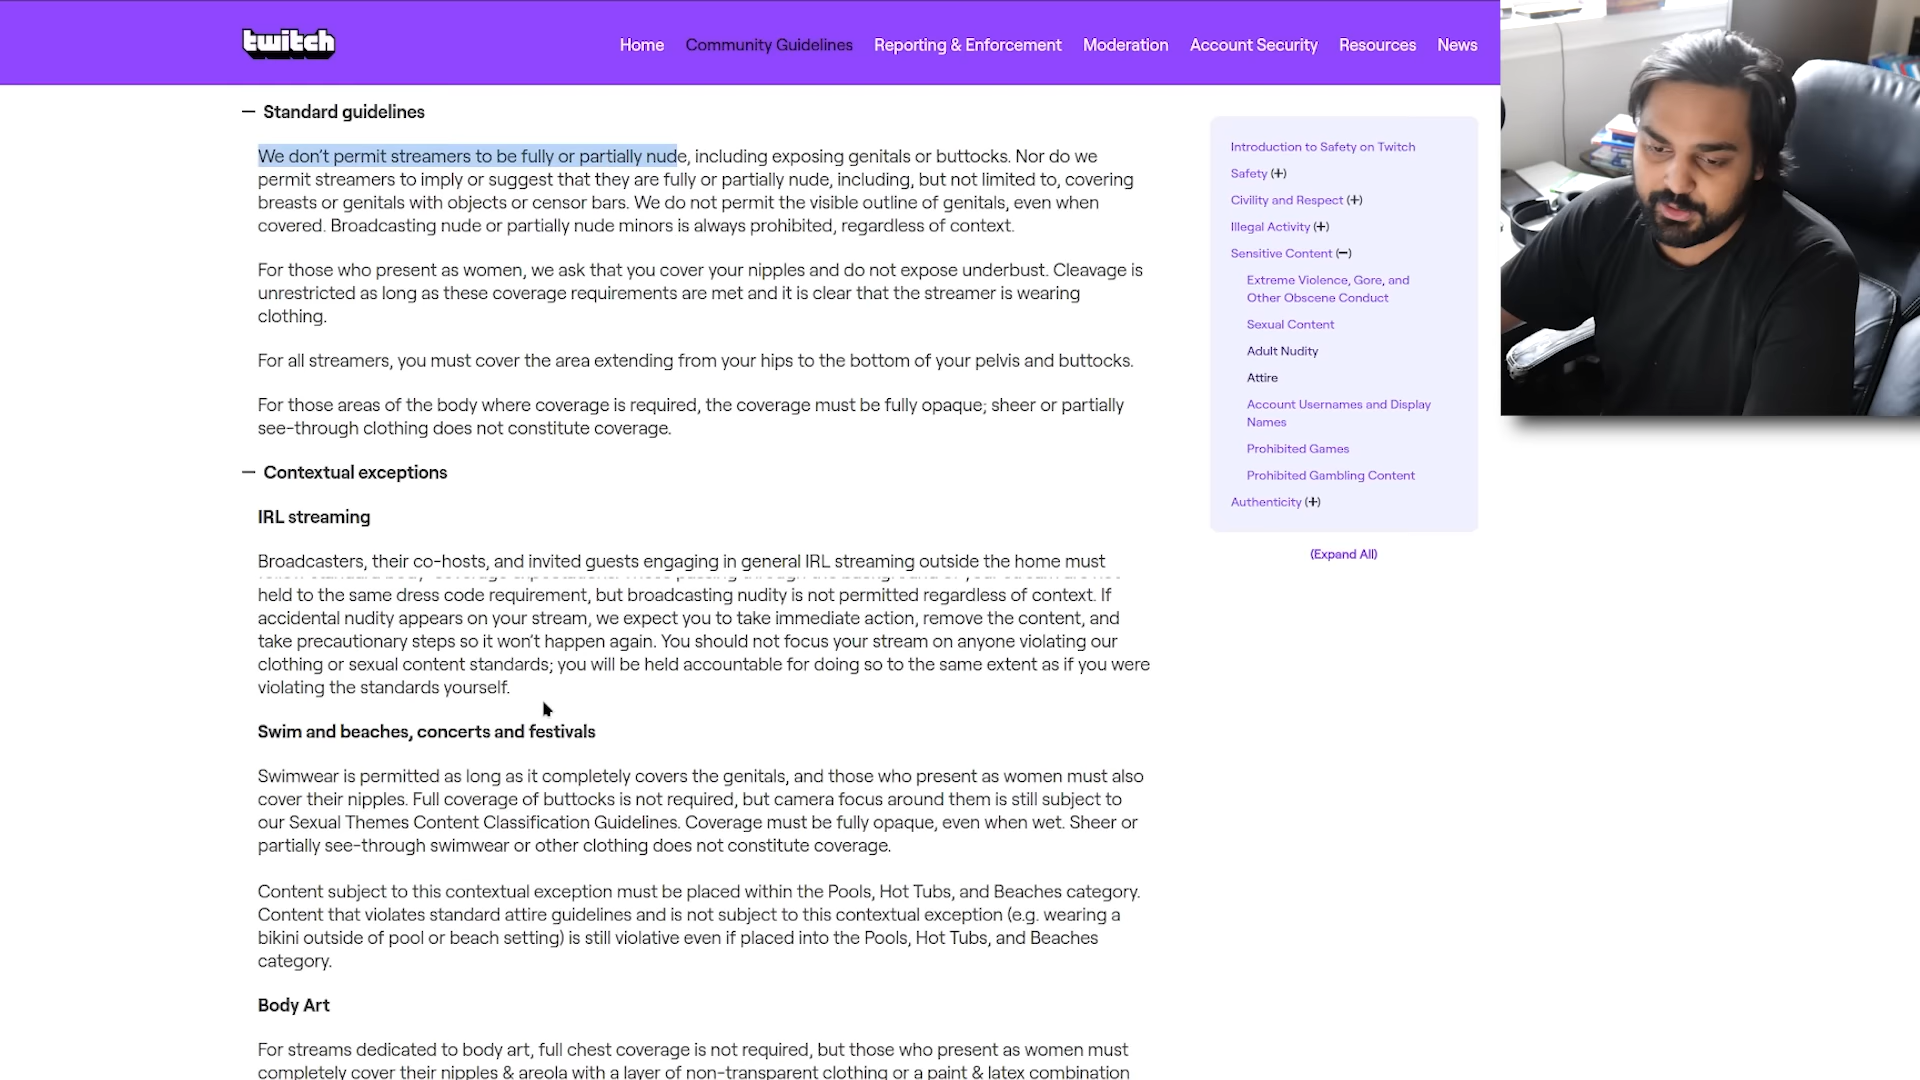 twitch
Home Community Guidelines Reporting & Enforcement Moderation Account Security Resources News
— Standard guidelines
We don't permit streamers to be fully or partially nude, including exposing genitals or buttocks. Nor do we
permit streamers to imply or suggest that they are fully or partially nude, including, but not limited to, covering
breasts or genitals with objects or censor bars. We do not permit the visible outline of genitals, even when
covered. Broadcasting nude or partially nude minors is always prohibited, regardless of context.
For those who present as women, we ask that you cover your nipples and do not expose underbust. Cleavage is
unrestricted as long as these coverage requirements are met and it is clear that the streamer is wearing
clothing.
For all streamers, you must cover the area extending from your hips to the bottom of your pelvis and buttocks.
For those areas of the body where coverage is required, the coverage must be fully opaque; sheer or partially
see-through clothing does not constitute coverage.
— Contextual exceptions
IRL streaming
Broadcasters, their co-hosts, and invited guests engaging in general IRL streaming outside the home must
held to the same dress code requirement, but broadcasting nudity is not permitted regardless of context. If
accidental nudity appears on your stream, we expect you to take immediate action, remove the content, and
take precautionary steps so it won't happen again. You should not focus your stream on anyone violating our
clothing or sexual content standards; you will be held accountable for doing so to the same extent as if you were
violating the standards yourself.
Swim and beaches, concerts and festivals
Swimwear is permitted as long as it completely covers the genitals, and those who present as women must also
cover their nipples. Full coverage of buttocks is not required, but camera focus around them is still subject to
our Sexual Themes Content Classification Guidelines. Coverage must be fully opaque, even when wet. Sheer or
partially see-through swimwear or other clothing does not constitute coverage.
Content subject to this contextual exception must be placed within the Pools, Hot Tubs, and Beaches category.
Content that violates standard attire guidelines and is not subject to this contextual exception (e.g. wearing a
bikini outside of pool or beach setting) is still violative even if placed into the Pools, Hot Tubs, and Beaches
category.
Body Art
For streams dedicated to body art, full chest coverage is not required, but those who present as women must
completely cover their nipples & areola with a layer of non-transparent clothing or a paint & latex combination
Introduction to Safety on Twitch
Safety (+)
Civility and Respect (+)
Illegal Activity (+)
Sensitive Content (—)
Extreme Violence, Gore, and
Other Obscene Conduct
Sexual Content
Adult Nudity
Attire
Account Usernames and Display
Names
Prohibited Games
Prohibited Gambling Content
Authenticity (+)
(Expand All)